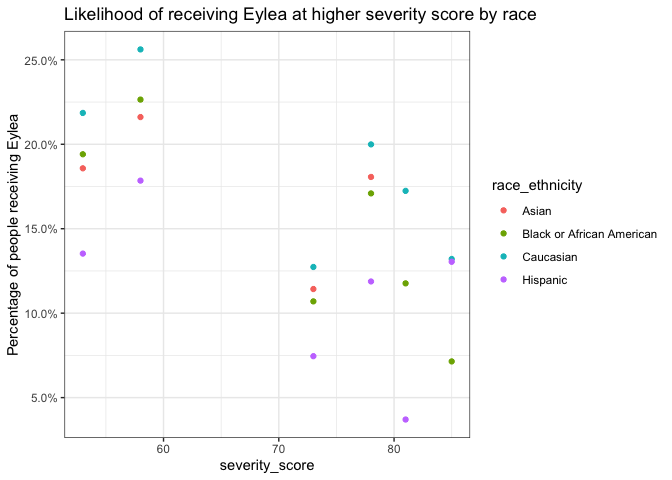 Likelihood of receiving Eylea at higher severity score by race
Percentage of people receiving Eylea
25.0%
20.0%
15.0%
10.0%
5.0%
60
70
80
severity_score
race_ethnicity
Asian
Black or African American
Caucasian
Hispanic